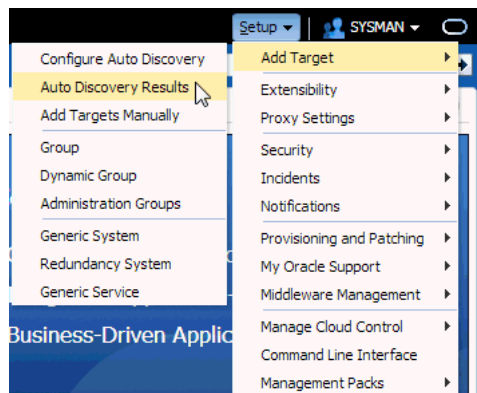 Setup
SYSMAN
Configure Auto Discovery
Auto Discovery Results
Add Targets Manually
Group
Dynamic Group
Administration Groups
Generic System
Redundancy System
Generic Service
Add Target
Extensibility
Proxy Settings
Security
Incidents
Notifications
Provisioning and Patching
My Oracle Support
Middleware Management
Manage Cloud Control
Command Line Interface
Management Packs
Business-Driven Applic